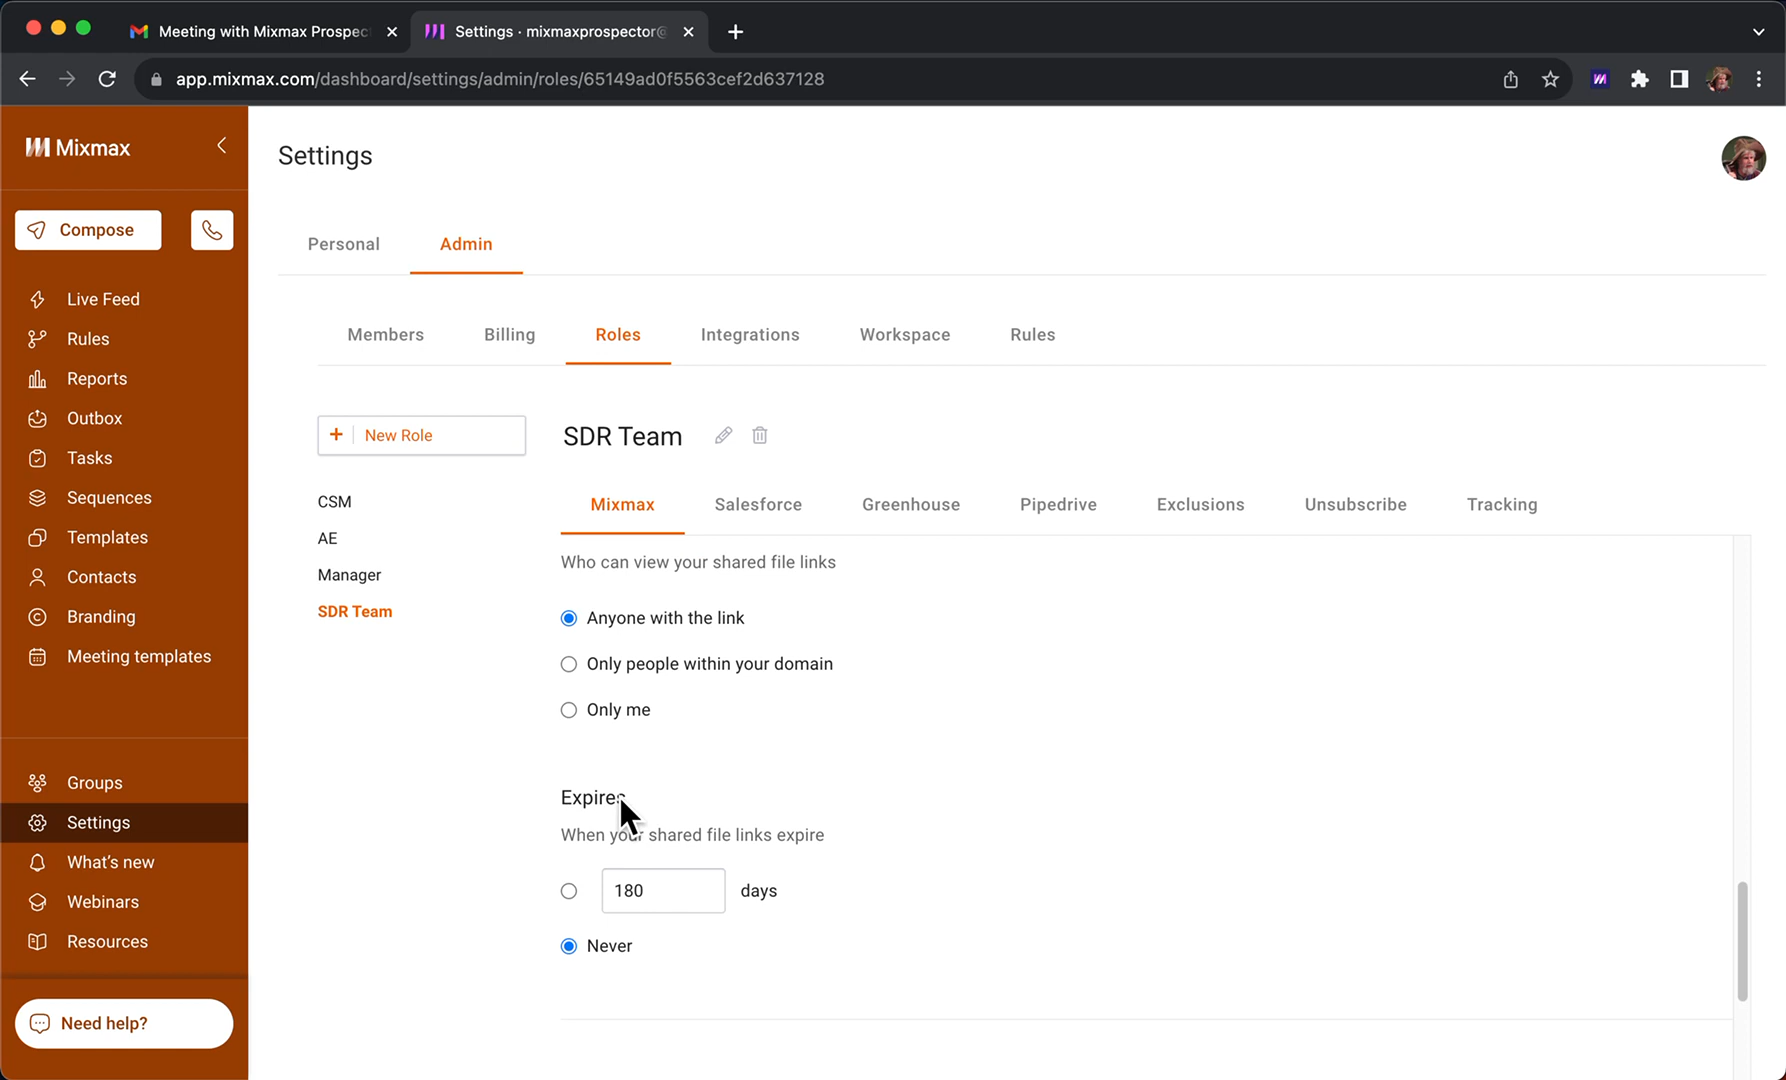 Meeting with Mixmax Prospec
Settings · mixmaxprospector@
app.mixmax.com/dashboard/settings/admin/roles/65149ad0f5563cef2d637128
Mixmax
Compose
Live Feed
Rules
Reports
Outbox
Tasks
Sequences
Templates
Contacts
Branding
Meeting templates
Groups
Settings
What's new
Webinars
Resources
Need help?
Settings
Personal
Admin
Members
Billing
Roles
Integrations
Workspace
Rules
New Role
CSM
AE
Manager
SDR Team
SDR Team
Mixmax
Salesforce
Greenhouse
Pipedrive
Exclusions
Unsubscribe
Tracking
Who can view your shared file links
Anyone with the link
Only people within your domain
Only me
Expires
When your shared file links expire
180 days
Never